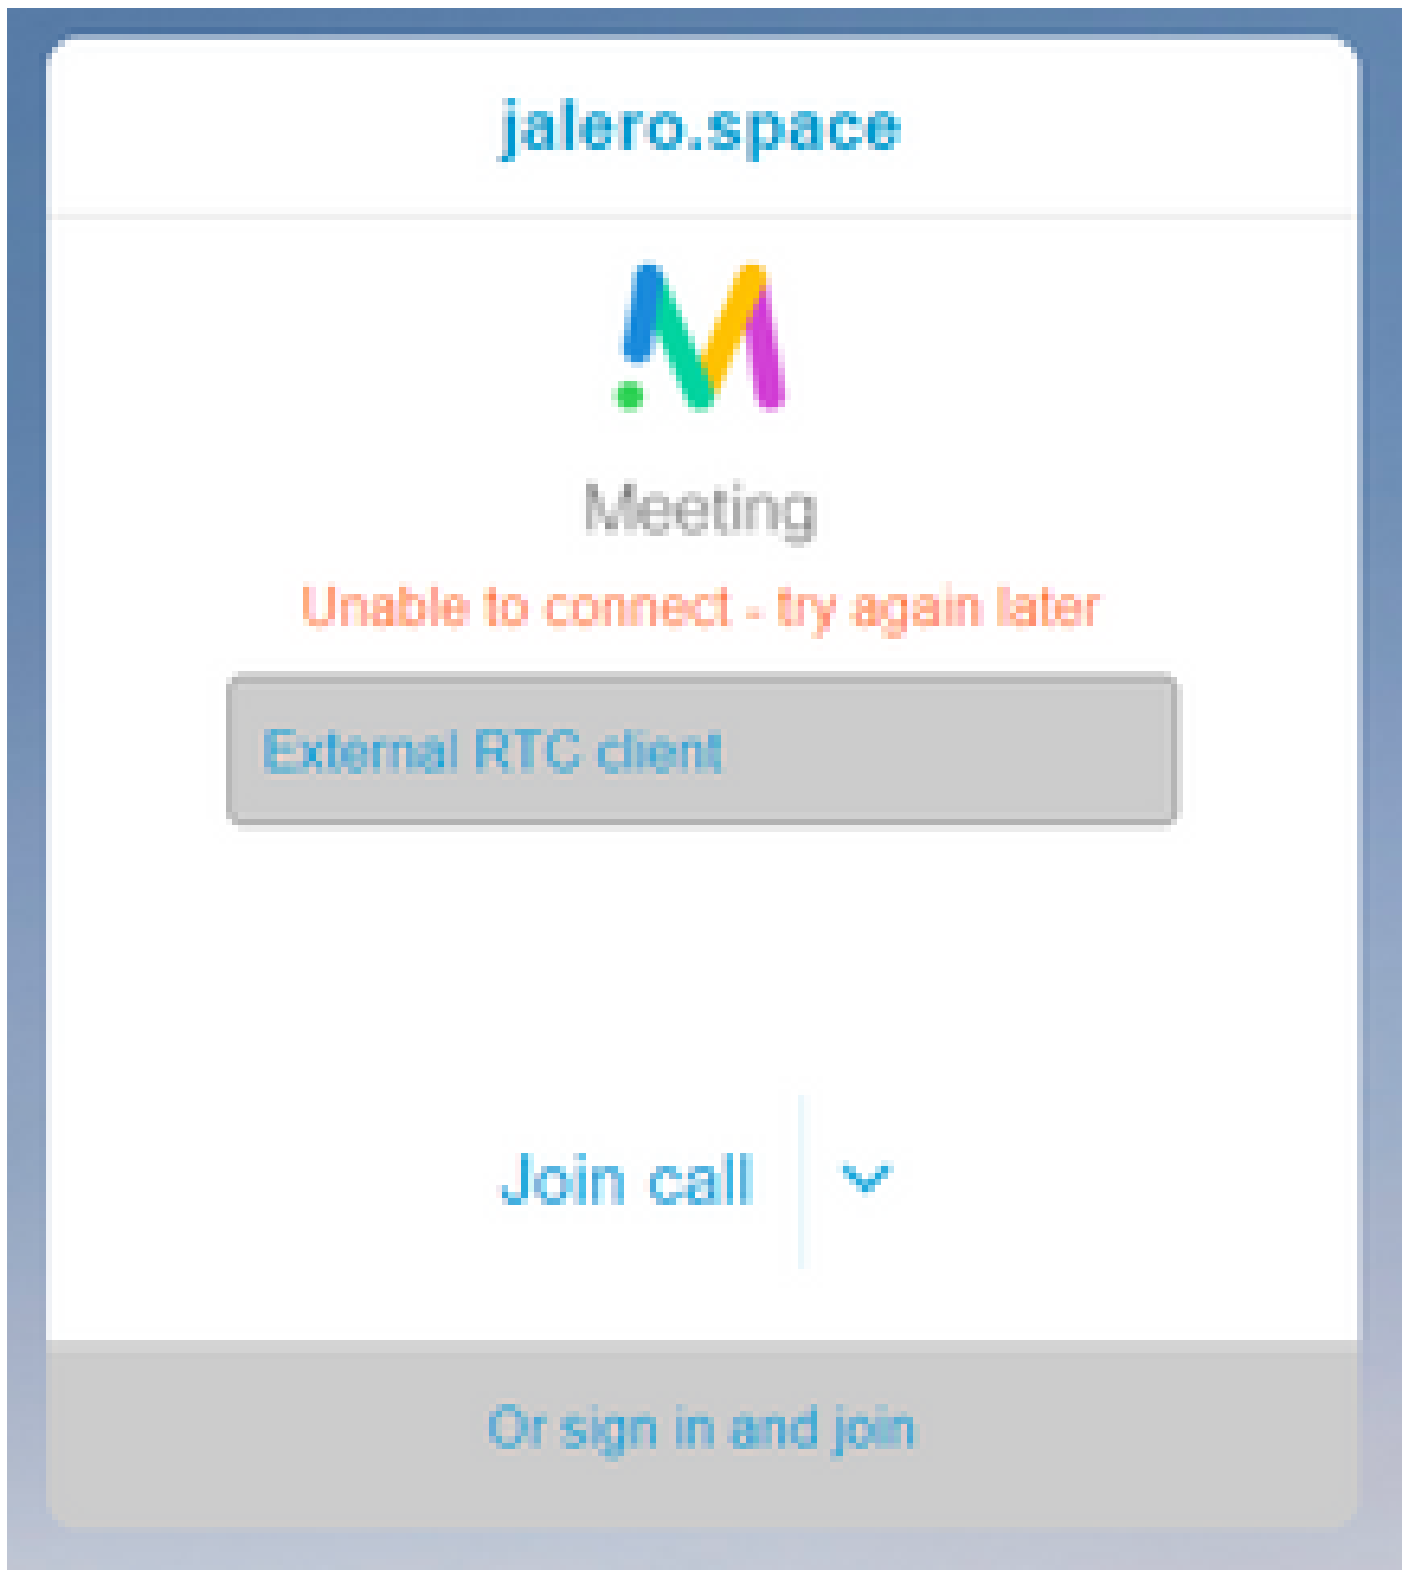 jalero.space
Meeting
Unable to connect - try again later
External RTC client
Join call
Or sign in and join